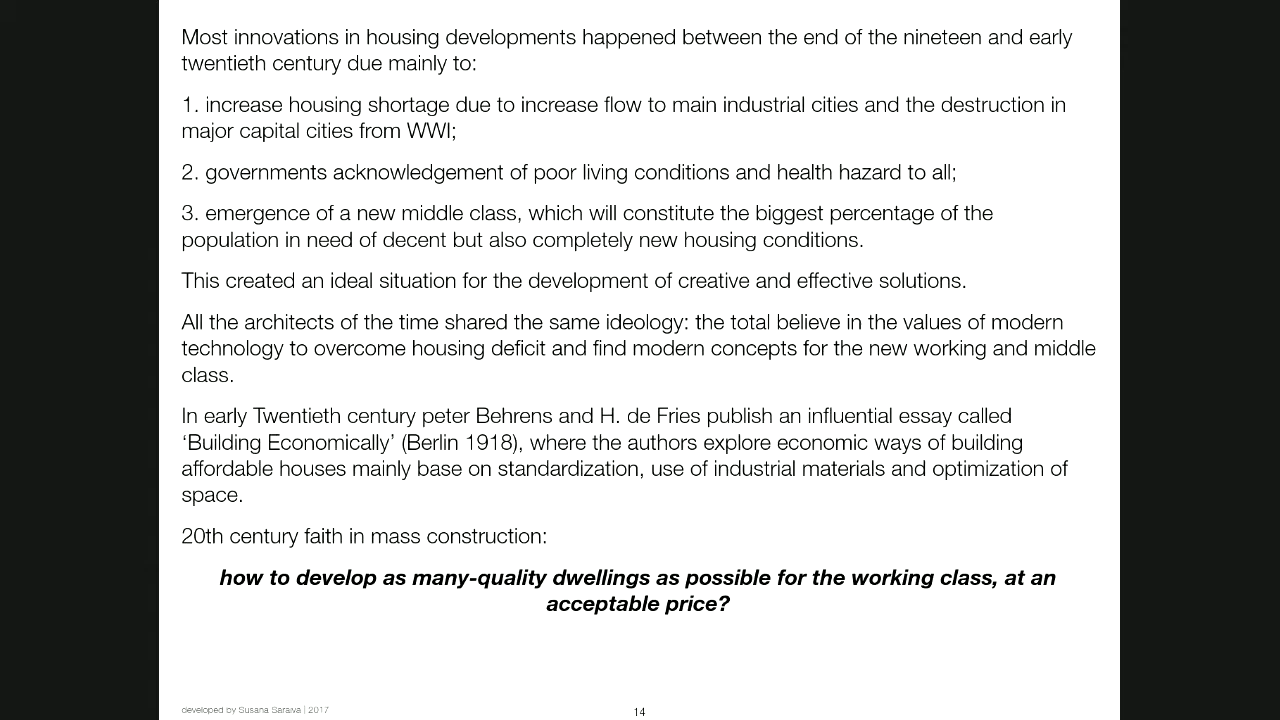 Most innovations in housing developments happened between the end of the nineteen and early
twentieth century due mainly to:
1. increase housing shortage due to increase flow to main industrial cities and the destruction in
major capital cities from WWI;
2. governments acknowledgement of poor living conditions and health hazard to all;
3. emergence of a new middle class, which will constitute the biggest percentage of the
population in need of decent but also completely new housing conditions.
This created an ideal situation for the development of creative and effective solutions.
All the architects of the time shared the same ideology: the total believe in the values of modern
technology to overcome housing deficit and find modern concepts for the new working and middle
class.
In early Twentieth century peter Behrens and H. de Fries publish an influential essay called
‘Building Economically’ (Berlin 1918), where the authors explore economic ways of building
affordable houses mainly base on standardization, use of industrial materials and optimization of
space.
20th century faith in mass construction:
how to develop as many-quality dwellings as possible for the working class, at an
acceptable price?
developed by Susana Saraiva | 2017
14